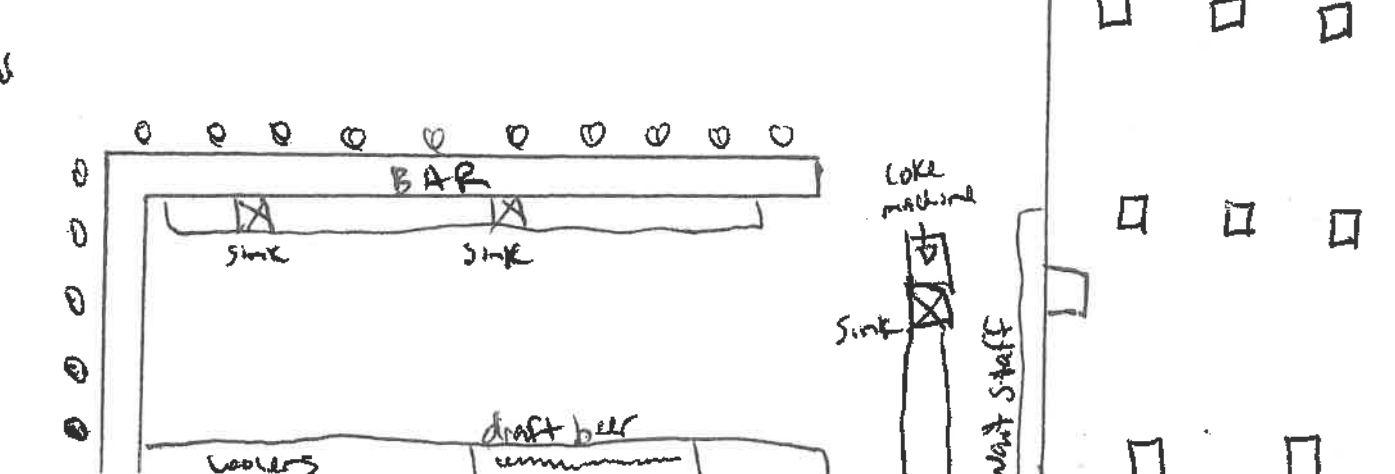 BAR
Coke
machine
sink
sink
Sink
wait staff
draft beer
coolers